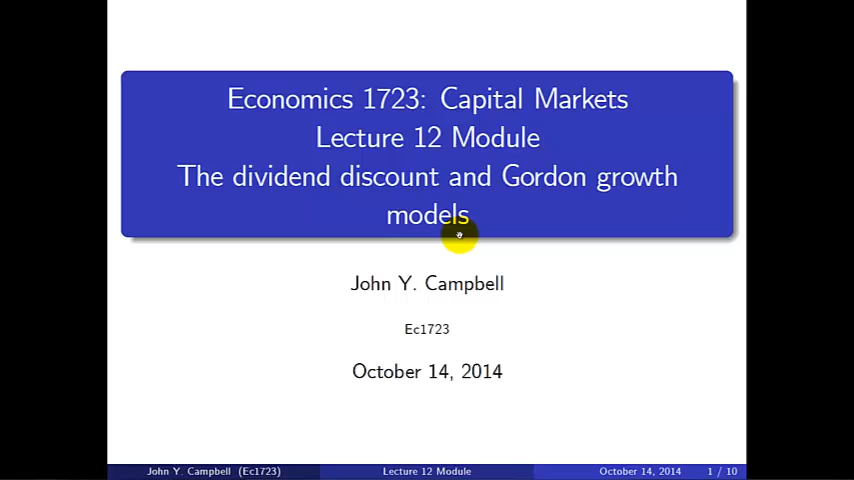 Economics 1723: Capital Markets
Lecture 12 Module
The dividend discount and Gordon growth
models
John Y. Campbell
Ec1723
October 14, 2014
John Y. Campbell (Ec1723) Lecture 12 Module October 14, 2014 1 / 10